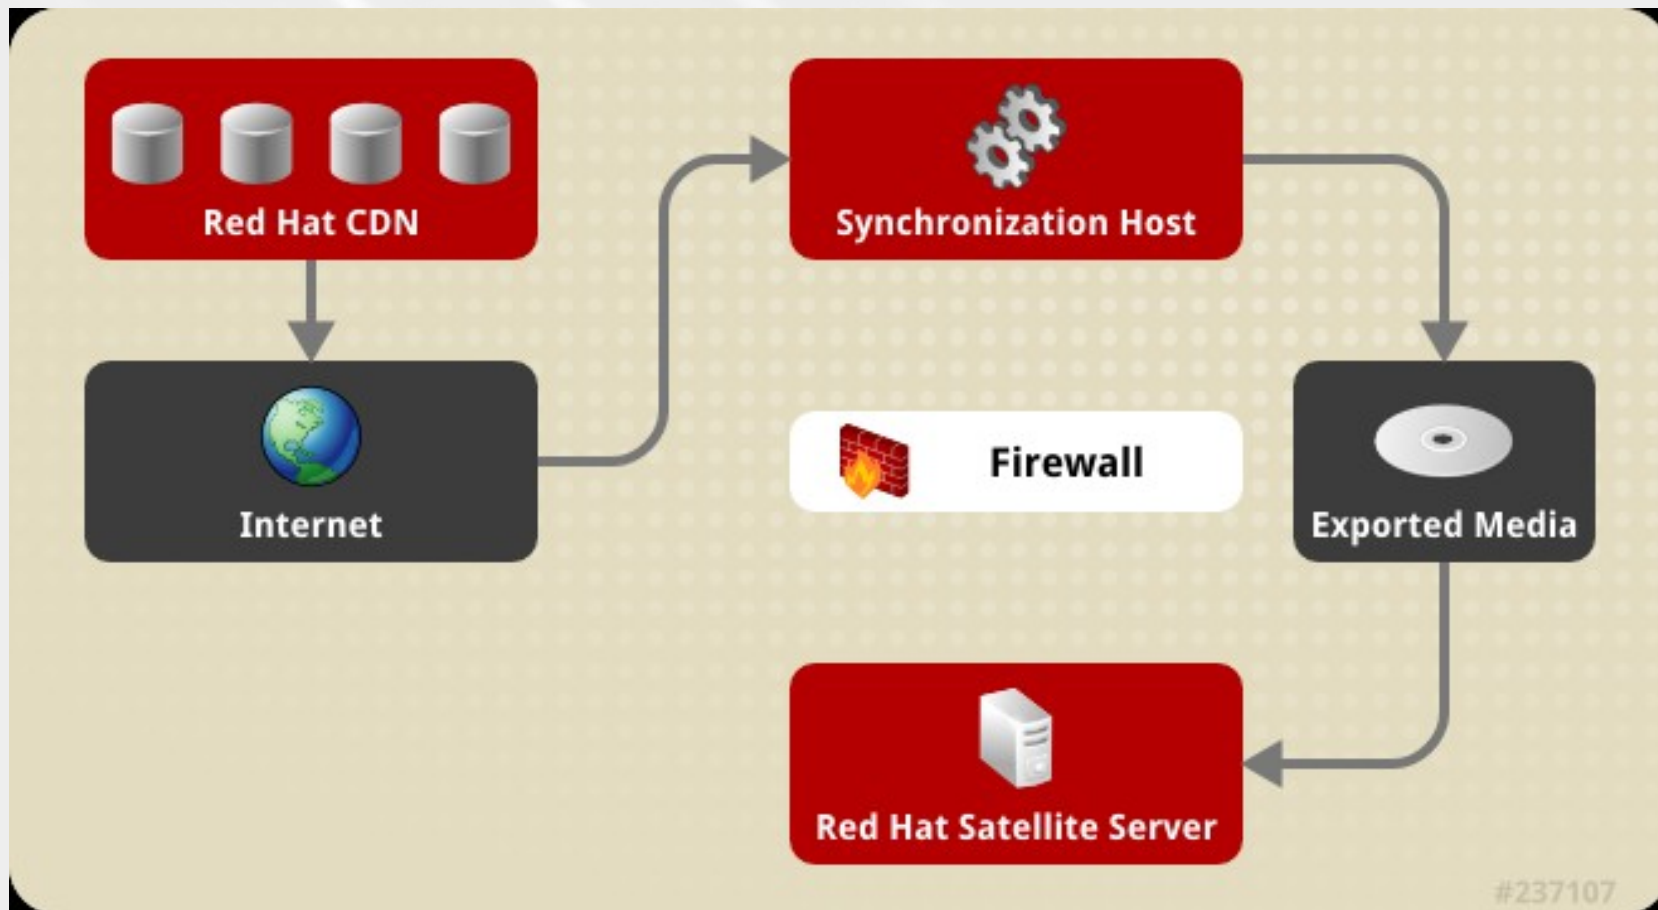 Red Hat CDN
Synchronization Host
Internet
Firewall
Exported Media
Red Hat Satellite Server
#237107